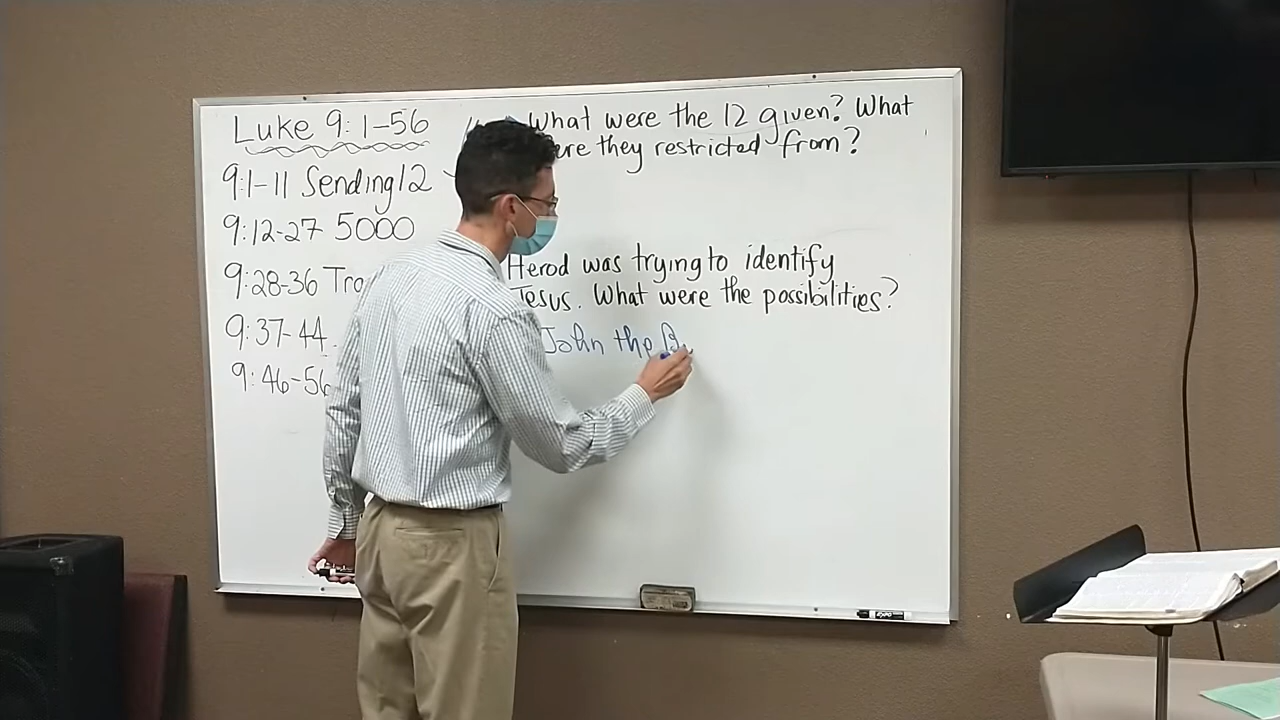 Luke 9:1-56
9:1-11 Sending 12
9:12-27 5000
9:28-36 Tra
9:37-44
9:46-56
What were the 12 given? What
ere they restricted from?
Herod was trying to identify
Jesus. What were the possibilities?
John the B
EXPO